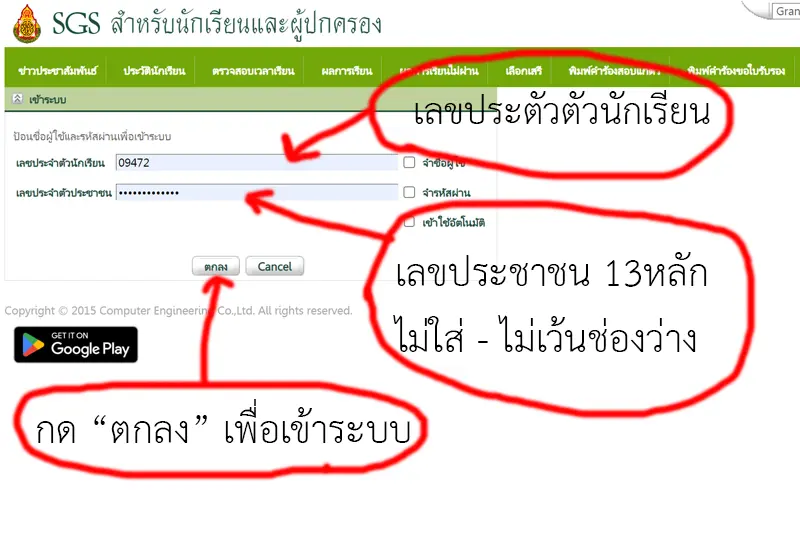 SGS สำหรับนักเรียนและผู้ปกครอง
Gran
ข่าวประชาสัมพันธ์ ประวัตินักเรียน ตรวจสอบเวลาเรียน ผลการเรียน ผลการเรียนไม่ผ่าน เลือกเสรี พิมพ์คำร้องสอบแก้ตัว พิมพ์คำร้องขอใบรับรอง
เข้าระบบ
เลขประตัวตัวนักเรียน
ป้อนชื่อผู้ใช้และรหัสผ่านเพื่อเข้าระบบ
เลขประจำตัวนักเรียน 09472 จำชื่อผู้ใช้
เลขประจำตัวประชาชน ••••••••••••• จำรหัสผ่าน
เข้าใช้อัตโนมัติ
ตกลง Cancel
เลขประชาชน 13หลัก
ไม่ใส่ - ไม่เว้นช่องว่าง
Copyright © 2015 Computer Engineering Co.,Ltd. All rights reserved.
GET IT ON
Google Play
กด “ตกลง” เพื่อเข้าระบบ